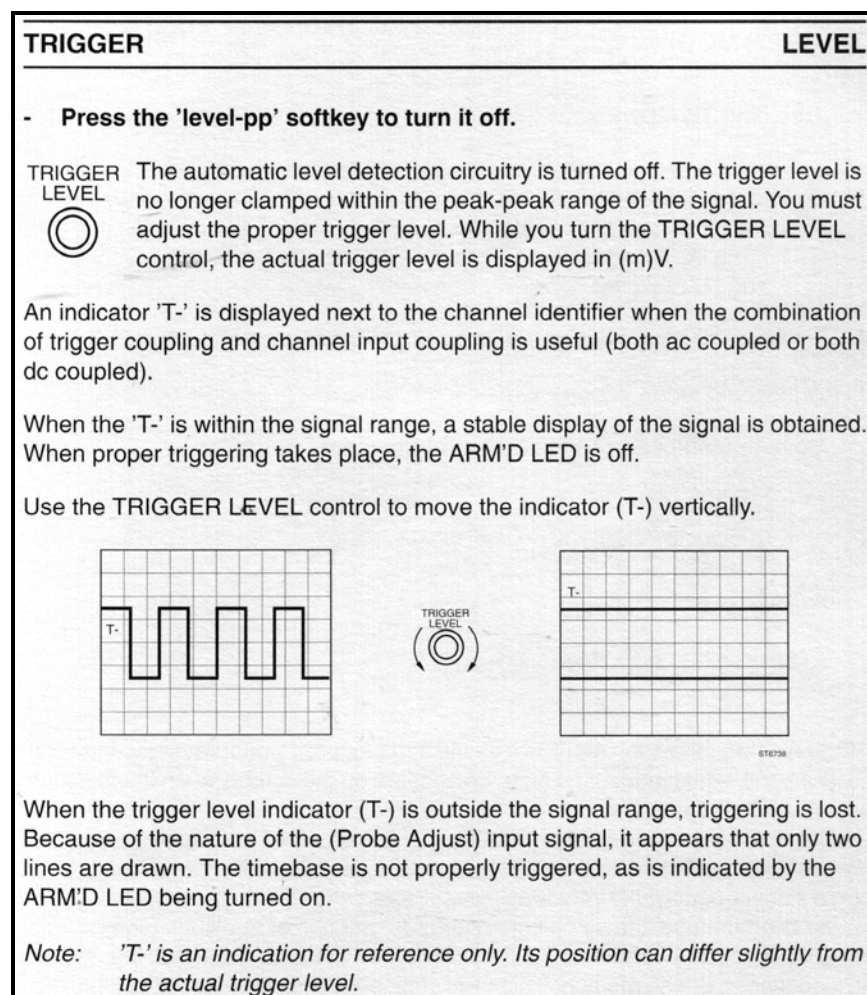 TRIGGER LEVEL
- Press the 'level-pp' softkey to turn it off.
TRIGGER
LEVEL
The automatic level detection circuitry is turned off. The trigger level is
no longer clamped within the peak-peak range of the signal. You must
adjust the proper trigger level. While you turn the TRIGGER LEVEL
control, the actual trigger level is displayed in (m)V.
An indicator 'T-' is displayed next to the channel identifier when the combination
of trigger coupling and channel input coupling is useful (both ac coupled or both
dc coupled).
When the 'T-' is within the signal range, a stable display of the signal is obtained.
When proper triggering takes place, the ARM'D LED is off.
Use the TRIGGER LEVEL control to move the indicator (T-) vertically.
T-
TRIGGER
LEVEL
T-
ST6736
When the trigger level indicator (T-) is outside the signal range, triggering is lost.
Because of the nature of the (Probe Adjust) input signal, it appears that only two
lines are drawn. The timebase is not properly triggered, as is indicated by the
ARM'D LED being turned on.
Note: 'T-' is an indication for reference only. Its position can differ slightly from
the actual trigger level.